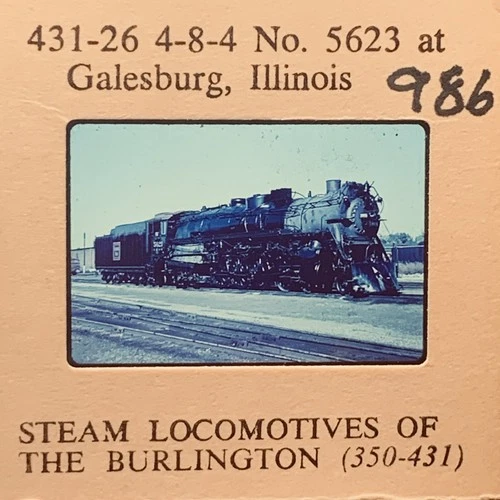 431-26 4-8-4 No. 5623 at
Galesburg, Illinois
986
STEAM LOCOMOTIVES OF
THE BURLINGTON (350-431)